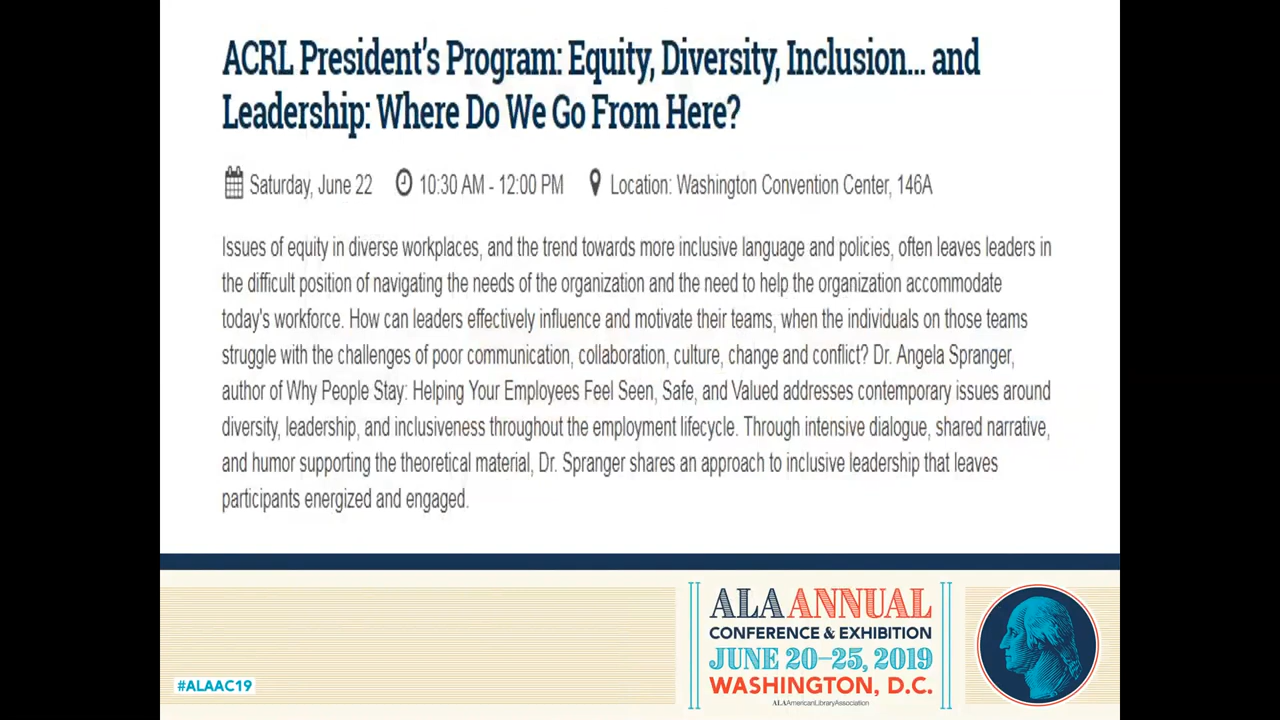 ACRL President's Program: Equity, Diversity, Inclusion... and
Leadership: Where Do We Go From Here?
Saturday, June 22 10:30 AM - 12:00 PM Location: Washington Convention Center, 146A
Issues of equity in diverse workplaces, and the trend towards more inclusive language and policies, often leaves leaders in
the difficult position of navigating the needs of the organization and the need to help the organization accommodate
today's workforce. How can leaders effectively influence and motivate their teams, when the individuals on those teams
struggle with the challenges of poor communication, collaboration, culture, change and conflict? Dr. Angela Spranger,
author of Why People Stay: Helping Your Employees Feel Seen, Safe, and Valued addresses contemporary issues around
diversity, leadership, and inclusiveness throughout the employment lifecycle. Through intensive dialogue, shared narrative,
and humor supporting the theoretical material, Dr. Spranger shares an approach to inclusive leadership that leaves
participants energized and engaged.
ALA ANNUAL
CONFERENCE & EXHIBITION
JUNE 20–25, 2019
WASHINGTON, D.C.
ALAAmericanLibraryAssociation
#ALAAC19